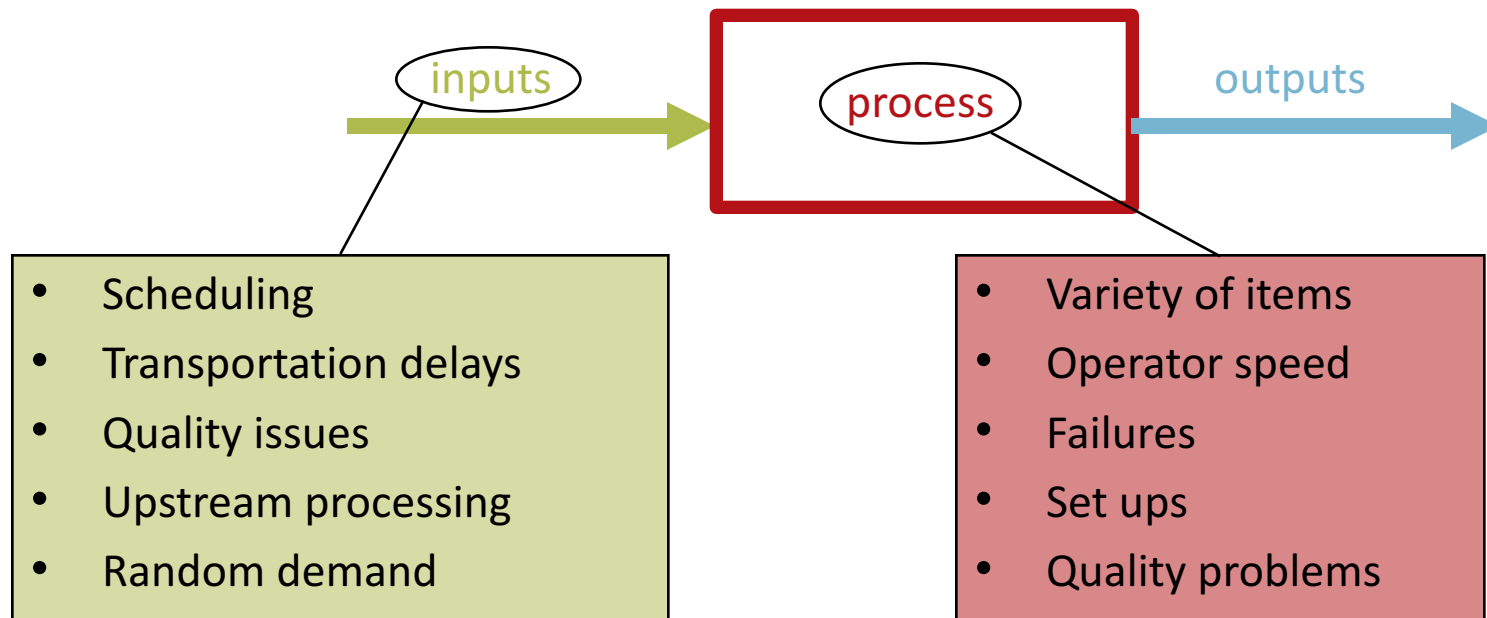 inputs
process
outputs
• Scheduling
• Transportation delays
• Quality issues
• Upstream processing
• Random demand
• Variety of items
• Operator speed
• Failures
• Set ups
• Quality problems